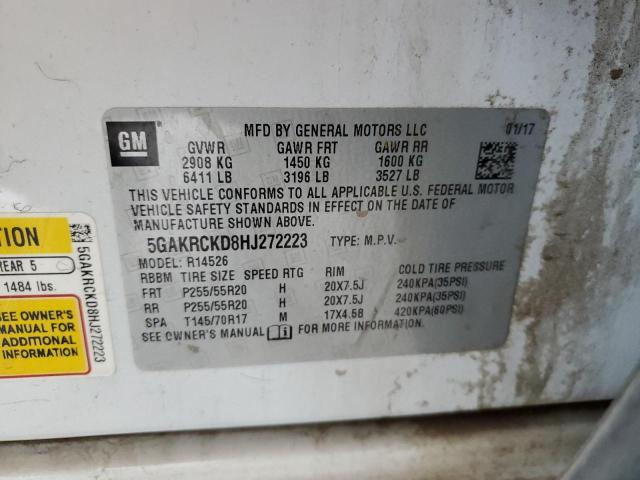 GM
MFD BY GENERAL MOTORS LLC 01/17
GVWR GAWR FRT GAWR RR
2908 KG 1450 KG 1600 KG
6411 LB 3196 LB 3527 LB
THIS VEHICLE CONFORMS TO ALL APPLICABLE U.S. FEDERAL MOTOR
VEHICLE SAFETY STANDARDS IN EFFECT ON THE DATE OF
MANUFACTURE SHOWN ABOVE.
5GAKRCKD8HJ272223 TYPE: M.P.V.
MODEL: R14526
RBBM TIRE SIZE SPEED RTG RIM COLD TIRE PRESSURE
FRT P255/55R20 H 20X7.5J 240KPA(35PSI)
RR P255/55R20 H 20X7.5J 240KPA(35PSI)
SPA T145/70R17 M 17X4.5B 420KPA(60PSI)
SEE OWNER'S MANUAL FOR MORE INFORMATION
TION
REAR 5
1484 lbs.
SEE OWNER'S
MANUAL FOR
ADDITIONAL
INFORMATION
5GAKRCKD8HJ272223